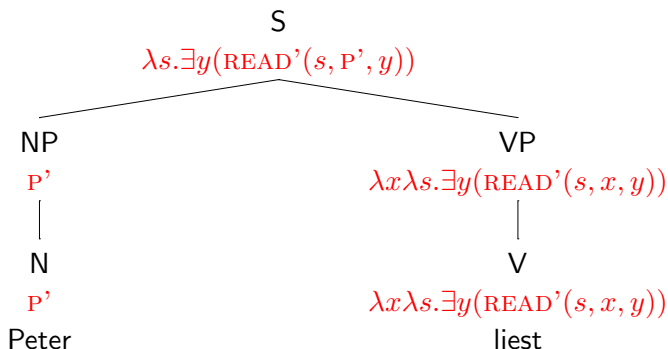 S
λs.∃y(READ’(s, P’, y))
NP VP
P’ λxλs.∃y(READ’(s, x, y))
N V
P’ λxλs.∃y(READ’(s, x, y))
Peter liest